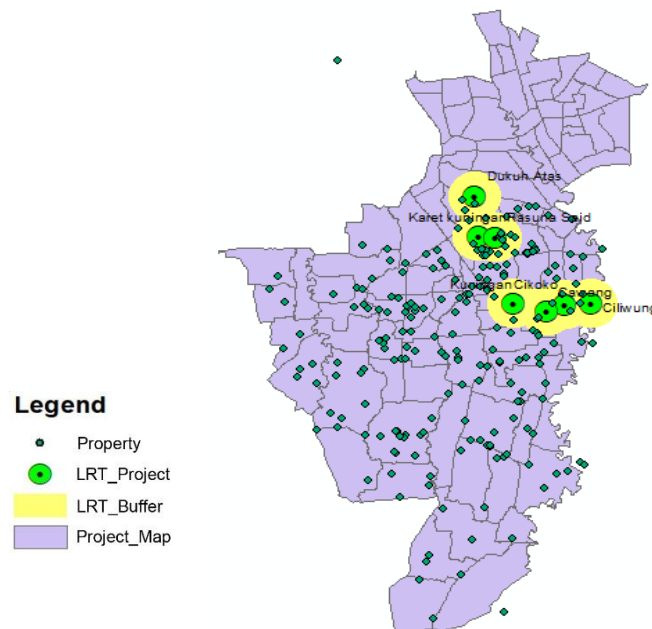 Dukuh Atas
Karet kuningan Rasuna Said
Kuningan Cikoko
Cawang
Ciliwung
Legend
Property
LRT_Project
LRT_Buffer
Project_Map